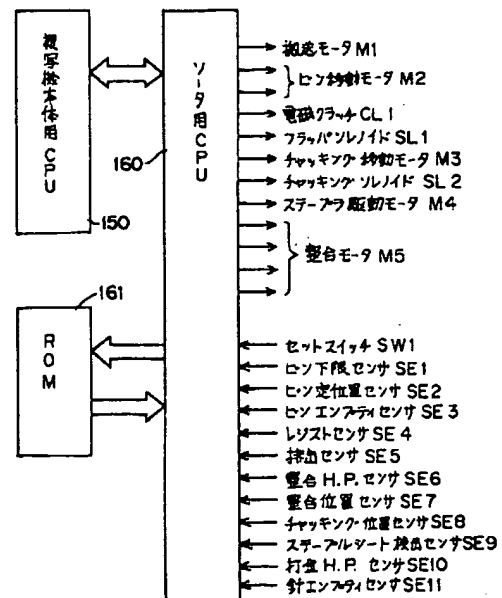 複写機本体用CPU
150
ソータ用CPU
160
161
ROM
搬送モータ M1
ビン移動モータ M2
電磁クラッチ CL1
フラッパソレノイド SL1
チャッキング移動モータ M3
チャッキングソレノイド SL2
ステープラ駆動モータ M4
整合モータ M5
セットスイッチ SW1
ビン下限センサ SE1
ビン定位置センサ SE2
ビンエンプティセンサ SE3
レジストセンサ SE4
排出センサ SE5
整合 H.P. センサ SE6
整合位置センサ SE7
チャッキング位置センサ SE8
ステープルシート検出センサ SE9
H.P. センサ SE10
針エンプティセンサ SE11